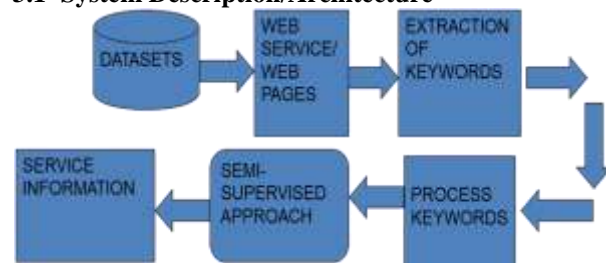 3.1 System Description/Architecture
DATASETS
WEB
SERVICE/
WEB
PAGES
EXTRACTION
OF
KEYWORDS
SERVICE
INFORMATION
SEMI-
SUPERVISED
APPROACH
PROCESS
KEYWORDS